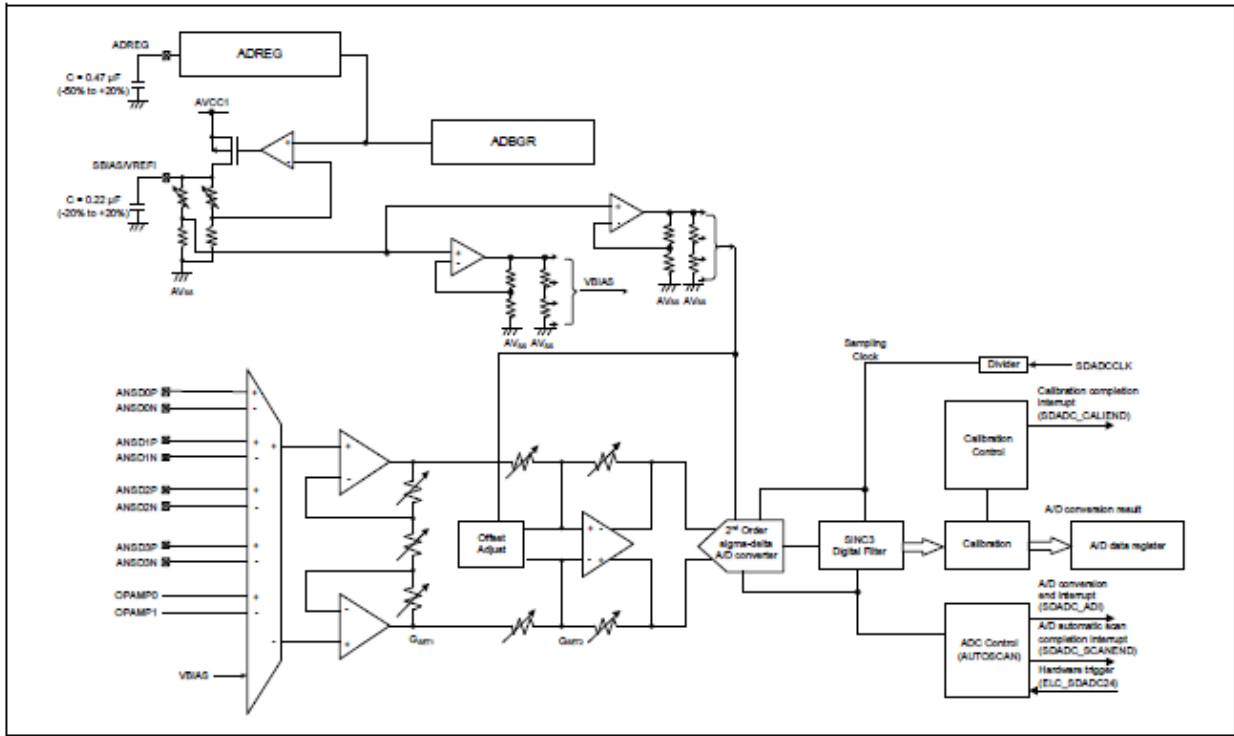 ADREG
ADREG
C = 0.47 µF
(-50% to +20%)
AVCC1
ADBGR
SBIAS/VREFI
C = 0.22 µF
(-20% to +20%)
AVss
VBIAS
AVss AVss
AVss AVss
Sampling
Clock
Divider
SDADCCLK
Calibration completion
interrupt
(SDADC_CALIEND)
Calibration
Control
ANSD0P
ANSD0N
ANSD1P
ANSD1N
ANSD2P
ANSD2N
ANSD3P
ANSD3N
OPAMP0
OPAMP1
VBIAS
Offset
Adjust
2nd Order
sigma-delta
A/D converter
SINC3
Digital Filter
Calibration
A/D conversion result
A/D data register
A/D conversion
end interrupt
(SDADC_ADI)
A/D automatic scan
completion interrupt
(SDADC_SCANEND)
Hardware trigger
(ELC_SDADC24)
ADC Control
(AUTOSCAN)